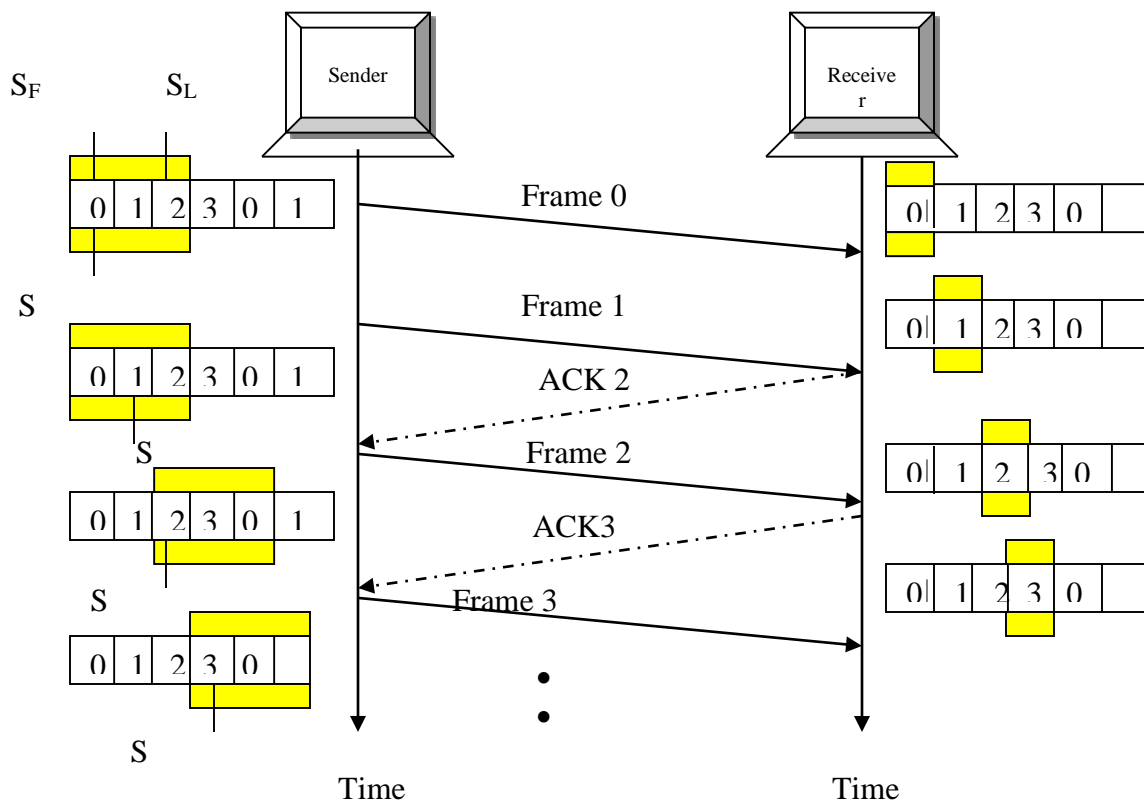 Sender
Receive
r
S_F S_L
0 1 2 3 0 1
Frame 0
0 1 2 3 0
S
Frame 1
0 1 2 3 0
0 1 2 3 0 1
ACK 2
S
Frame 2
0 1 2 3 0
0 1 2 3 0 1
ACK3
0 1 2 3 0
S
Frame 3
0 1 2 3 0
S
Time
Time